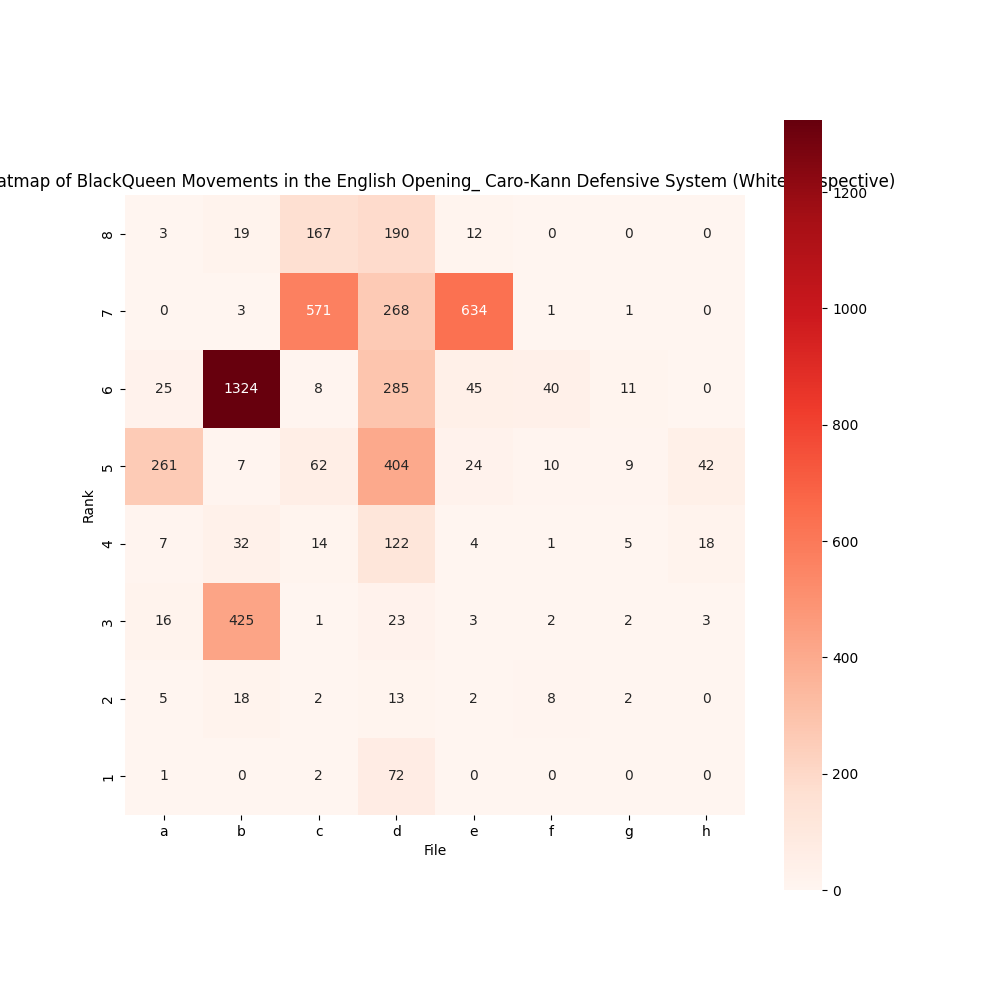 atmap of BlackQueen Movements in the English Opening_ Caro-Kann Defensive System (White spective)
1200
8 3 19 167 190 12 0 0 0
1000
7 0 3 571 268 634 1 1 0
6 25 1324 8 285 45 40 11 0
800
5 261 7 62 404 24 10 9 42
Rank
4 7 32 14 122 4 1 5 18
600
3 16 425 1 23 3 2 2 3
400
2 5 18 2 13 2 8 2 0
200
1 1 0 2 72 0 0 0 0
a b c d e f g h
File
0